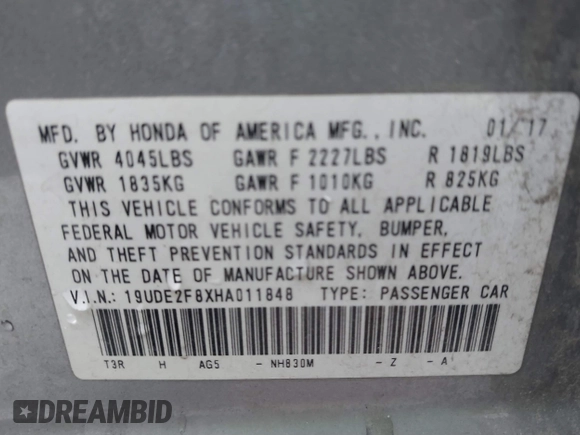 MFD. BY HONDA OF AMERICA MFG., INC. 01/17
GVWR 4045LBS GAWR F 2227LBS R 1819LBS
GVWR 1835KG GAWR F 1010KG R 825KG
THIS VEHICLE CONFORMS TO ALL APPLICABLE
FEDERAL MOTOR VEHICLE SAFETY, BUMPER,
AND THEFT PREVENTION STANDARDS IN EFFECT
ON THE DATE OF MANUFACTURE SHOWN ABOVE.
V.I.N.: 19UDE2F8XHA011848 TYPE: PASSENGER CAR
T3R H AG5 - NH830M - Z - A
DREAMBID